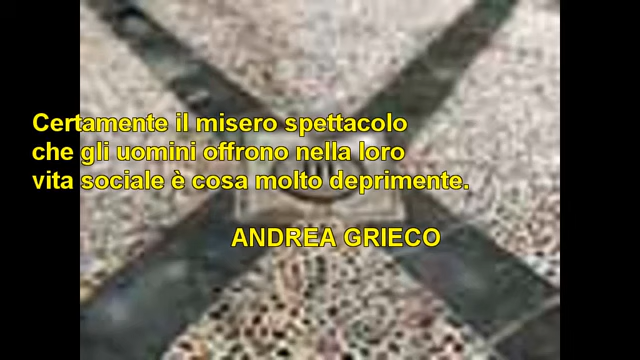 Certamente il misero spettacolo
che gli uomini offrono nella loro
vita sociale è cosa molto deprimente.
ANDREA GRIECO